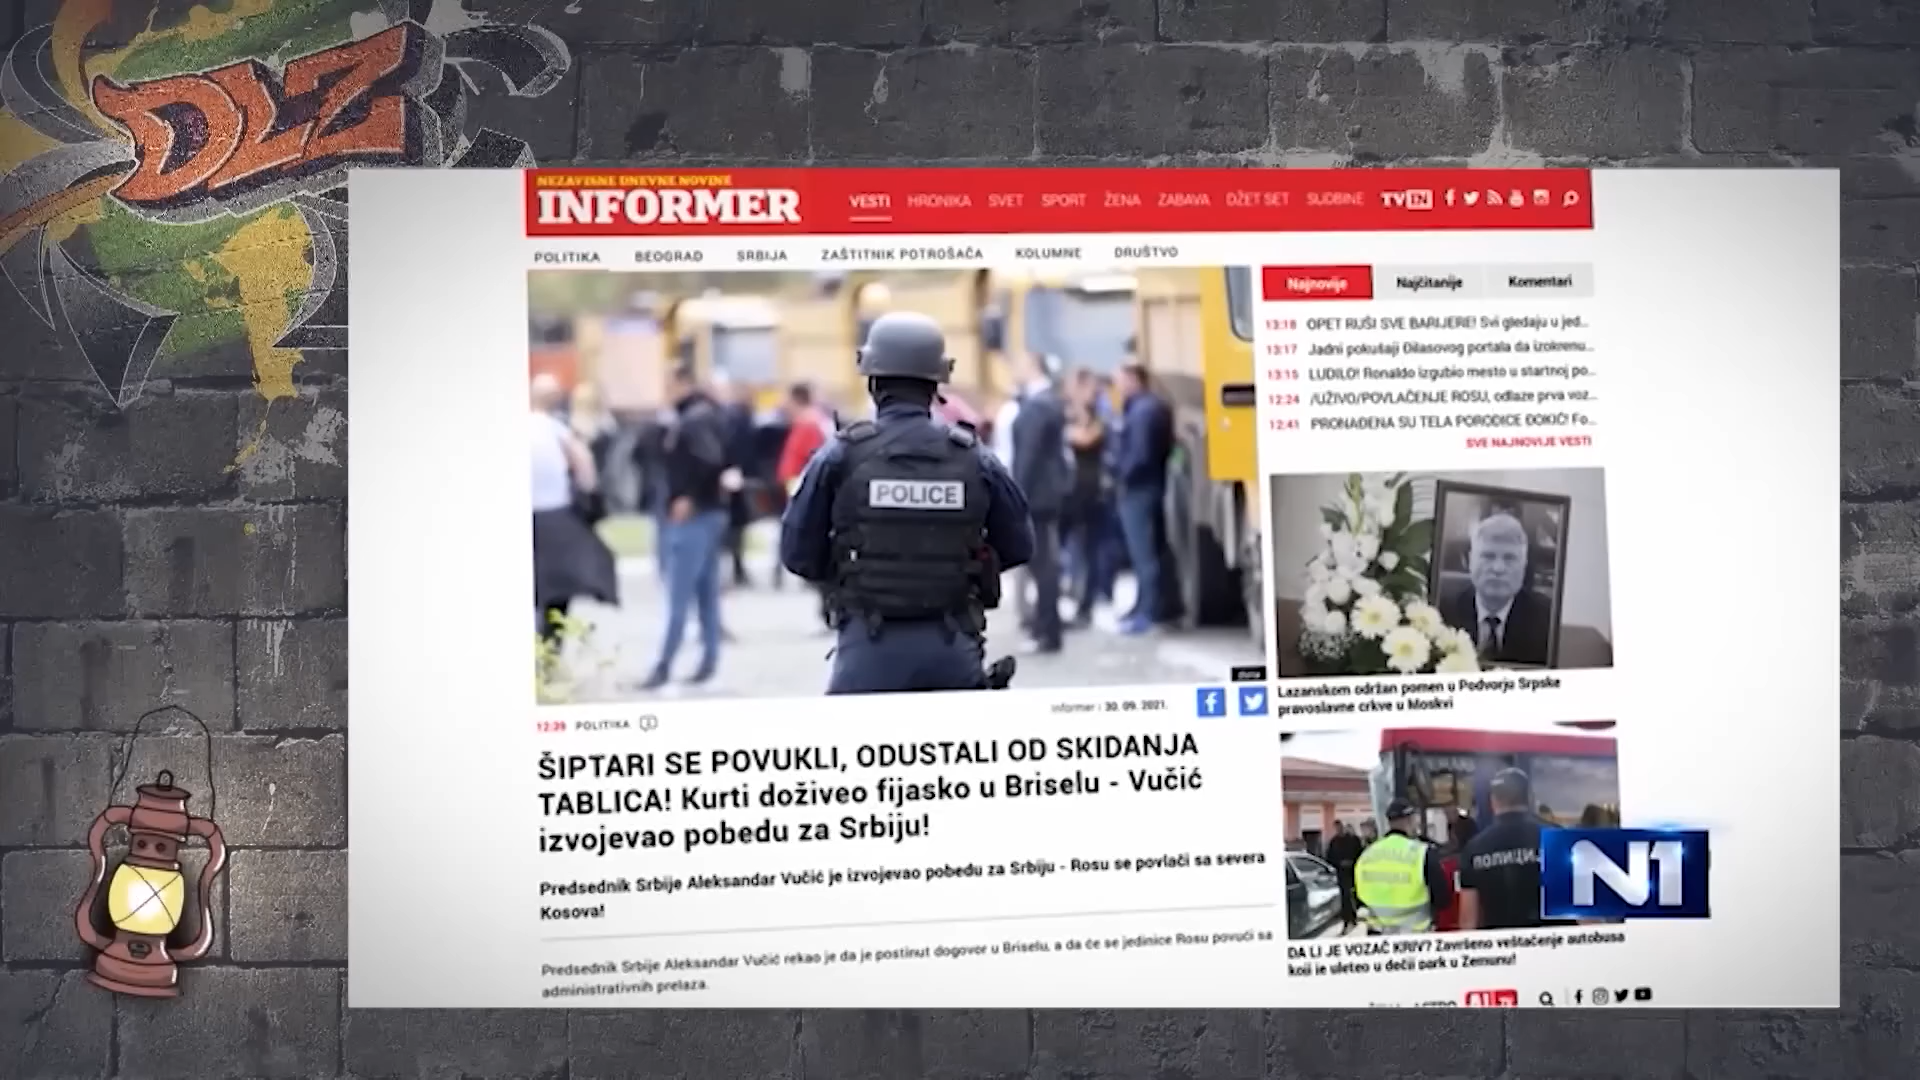 DLZ
NEZAVISNE DNEVNE NOVINE
INFORMER
VESTI HRONIKA SVET SPORT ŽENA ZABAVA DŽET SET SUDBINE TVIN
POLITIKA BEOGRAD SRBIJA ZAŠTITNIK POTROŠAČA KOLUMNE DRUŠTVO
Najnovije Najčitanije Komentari
13:18 OPET RUŠI SVE BARIJERE! Svi gledaju u jed...
13:17 Jadni pokušaji Đilasovog portala da izokrenu...
13:15 LUDILO! Ronaldo izgubio mesto u startnoj po...
12:24 /UŽIVO/POVLAČENJE ROSU, odlaze prva voz...
12:41 PRONAĐENA SU TELA PORODICE ĐOKIĆ! Fo...
SVE NAJNOVIJE VESTI
POLICE
Lazanskom održan pomen u Podvorju Srpske
pravoslavne crkve u Moskvi
12:39 POLITIKA
Informer | 30. 09. 2021.
ŠIPTARI SE POVUKLI, ODUSTALI OD SKIDANJA
TABLICA! Kurti doživeo fijasko u Briselu - Vučić
izvojevao pobedu za Srbiju!
Predsednik Srbije Aleksandar Vučić je izvojevao pobedu za Srbiju - Rosu se povlači sa severa
Kosova!
Predsednik Srbije Aleksandar Vučić rekao je da je postinut dogovor u Briselu, a da će se jedinice Rosu povući sa
administrativnih prelaza.
N1
DA LI JE VOZAČ KRIV? Završeno veštačenje autobusa
koji je uleteo u dečji park u Zemunu!